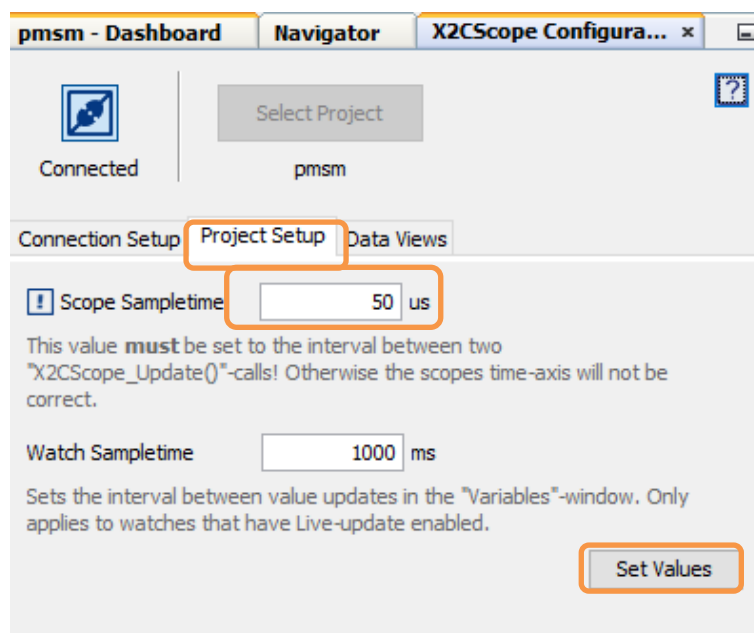 pmsm - Dashboard Navigator X2CScope Configura... ×
Select Project
?
Connected pmsm
Connection Setup Project Setup Data Views
! Scope Sampletime 50 us
This value must be set to the interval between two
"X2CScope_Update()"-calls! Otherwise the scopes time-axis will not be
correct.
Watch Sampletime 1000 ms
Sets the interval between value updates in the "Variables"-window. Only
applies to watches that have Live-update enabled.
Set Values